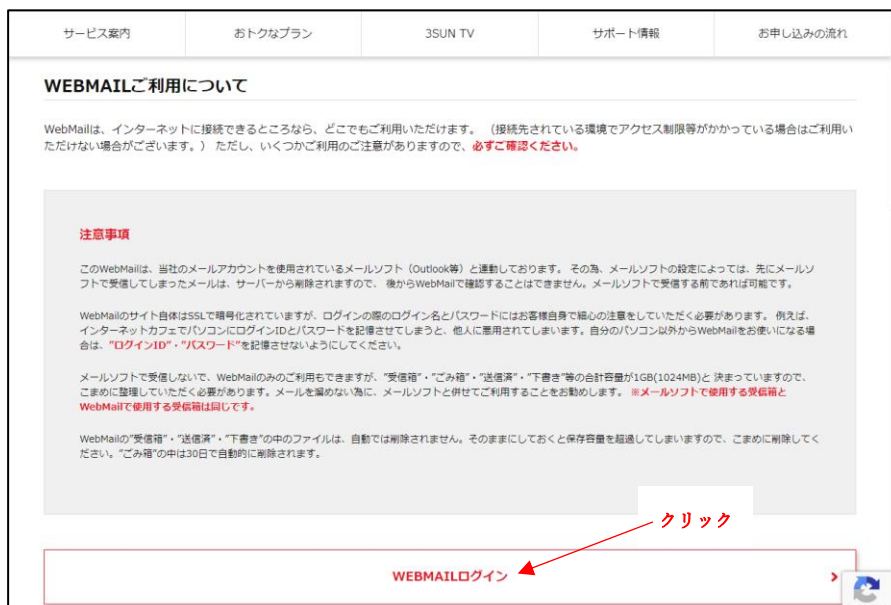 サービス案内
おトクなプラン
3SUN TV
サポート情報
お申し込みの流れ
WEBMAILご利用について
WebMailは、インターネットに接続できるところなら、どこでもご利用いただけます。 （接続先されている環境でアクセス制限等がかかっている場合はご利用い
ただけない場合がございます。） ただし、いくつかご利用のご注意がありますので、必ずご確認ください。
注意事項
このWebMailは、当社のメールアカウントを使用されているメールソフト（Outlook等）と連動しております。 その為、メールソフトの設定によっては、先にメールソ
フトで受信してしまったメールは、サーバーから削除されますので、 後からWebMailで確認することはできません。メールソフトで受信する前であれば可能です。
WebMailのサイト自体はSSLで暗号化されていますが、ログインの際のログイン名とパスワードにはお客様自身で細心の注意をしていただく必要があります。 例えば、
インターネットカフェでパソコンにログインIDとパスワードを記憶させてしまうと、他人に悪用されてしまいます。自分のパソコン以外からWebMailをお使いになる場
合は、"ログインID"・"パスワード"を記憶させないようにしてください。
メールソフトで受信しないで、WebMailのみのご利用もできますが、"受信箱"・"ごみ箱"・"送信済"・"下書き"等の合計容量が1GB(1024MB)と 決まっていますので、
こまめに整理していただく必要があります。メールを溜めない為に、メールソフトと併せてご利用することをお勧めします。 ※メールソフトで使用する受信箱と
WebMailで使用する受信箱は同じです。
WebMailの"受信箱"・"送信済"・"下書き"の中のファイルは、自動では削除されません。そのままにしておくと保存容量を超過してしまいますので、こまめに削除してく
ださい。"ごみ箱"の中は30日で自動的に削除されます。
クリック
WEBMAILログイン